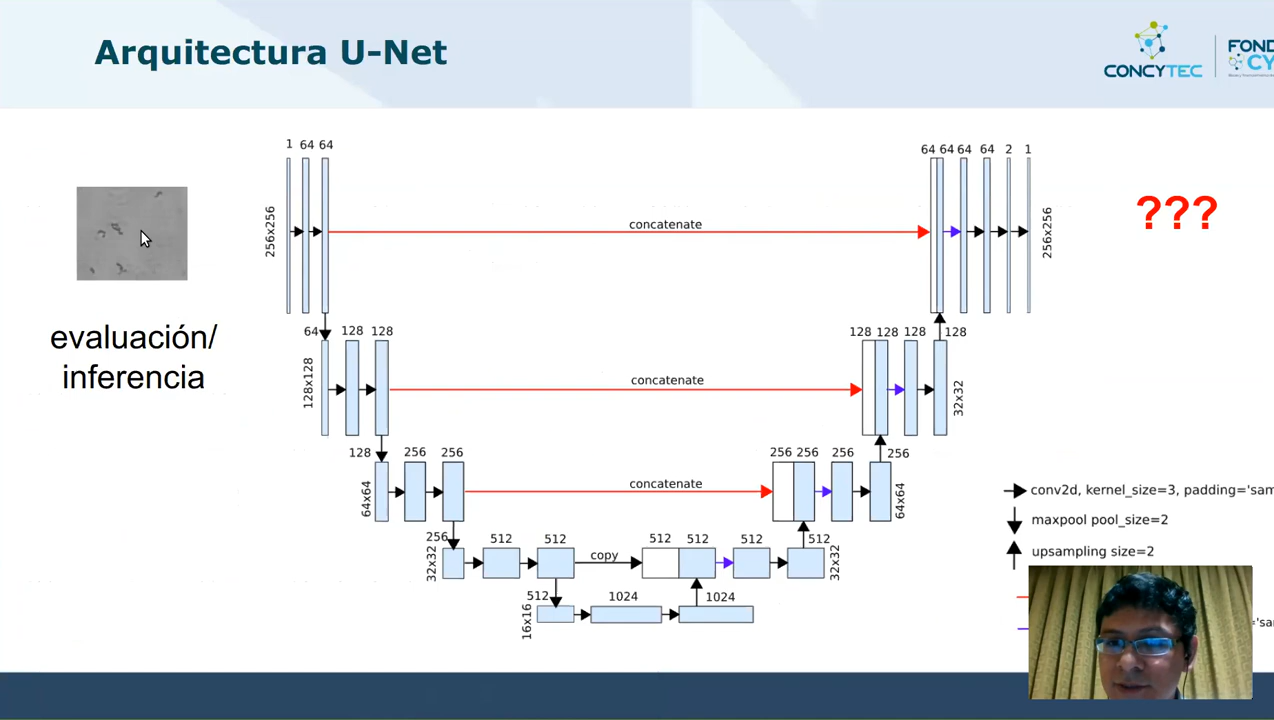 Arquitectura U-Net
CONCYTEC
FOND
CY
1 64 64
64 64 64 64 2 1
256x256
concatenate
256x256
???
evaluación/
inferencia
64 128 128
128 128 128 128
128x128
concatenate
32x32
128 256 256
256 256 256 256
64x64
concatenate
64x64
256 512 512
512 512 512 512
32x32
copy
32x32
512 1024 1024
16x16
conv2d, kernel_size=3, padding='sam
maxpool pool_size=2
upsampling size=2